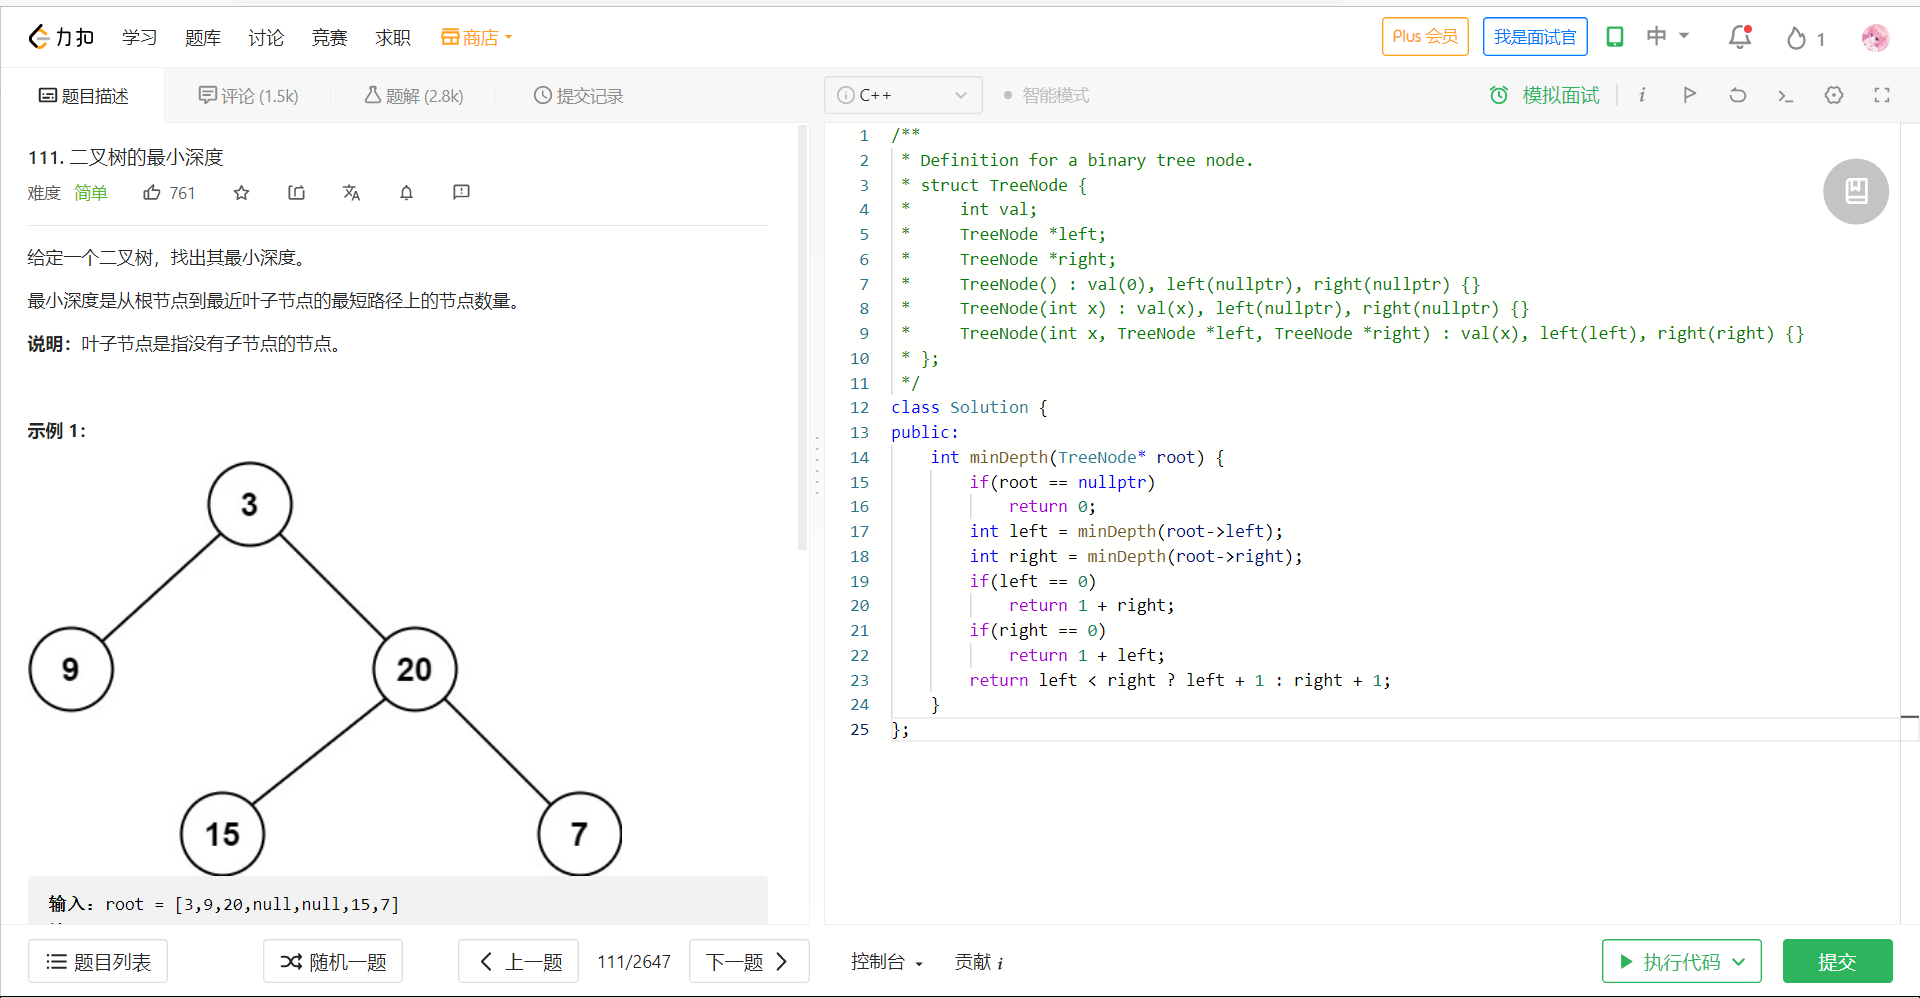 力扣 学习 题库 讨论 竞赛 求职 商店 Plus 会员 我是面试官 中 1
题目描述 评论 (1.5k) 题解 (2.8k) 提交记录
111. 二叉树的最小深度
难度 简单 761
给定一个二叉树，找出其最小深度。
最小深度是从根节点到最近叶子节点的最短路径上的节点数量。
说明：叶子节点是指没有子节点的节点。
示例 1：
3
9 20
15 7
输入：root = [3,9,20,null,null,15,7]
题目列表 随机一题 上一题 111/2647 下一题
C++ 智能模式 模拟面试 i
1 /**
2  * Definition for a binary tree node.
3  * struct TreeNode {
4  *     int val;
5  *     TreeNode *left;
6  *     TreeNode *right;
7  *     TreeNode() : val(0), left(nullptr), right(nullptr) {}
8  *     TreeNode(int x) : val(x), left(nullptr), right(nullptr) {}
9  *     TreeNode(int x, TreeNode *left, TreeNode *right) : val(x), left(left), right(right) {}
10  * };
11  */
12 class Solution {
13 public:
14     int minDepth(TreeNode* root) {
15         if(root == nullptr)
16             return 0;
17         int left = minDepth(root->left);
18         int right = minDepth(root->right);
19         if(left == 0)
20             return 1 + right;
21         if(right == 0)
22             return 1 + left;
23         return left < right ? left + 1 : right + 1;
24     }
25 };
控制台 贡献 i 执行代码 提交